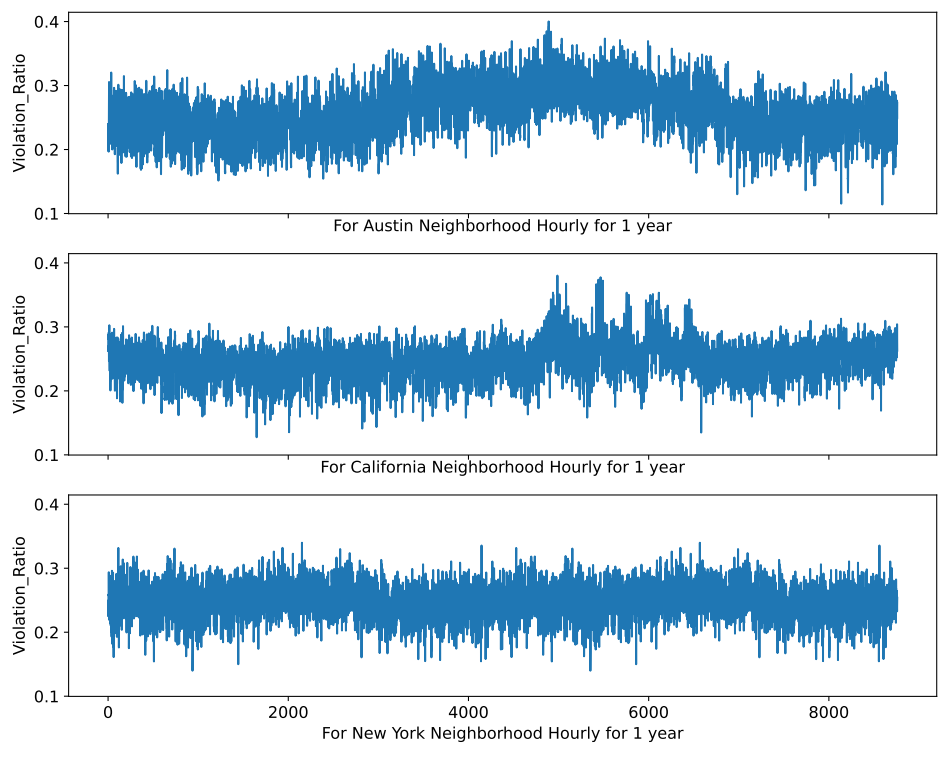 0.4
0.3
0.2
0.1
Violation_Ratio
For Austin Neighborhood Hourly for 1 year
0.4
0.3
0.2
0.1
Violation_Ratio
For California Neighborhood Hourly for 1 year
0.4
0.3
0.2
0.1
Violation_Ratio
0 2000 4000 6000 8000
For New York Neighborhood Hourly for 1 year